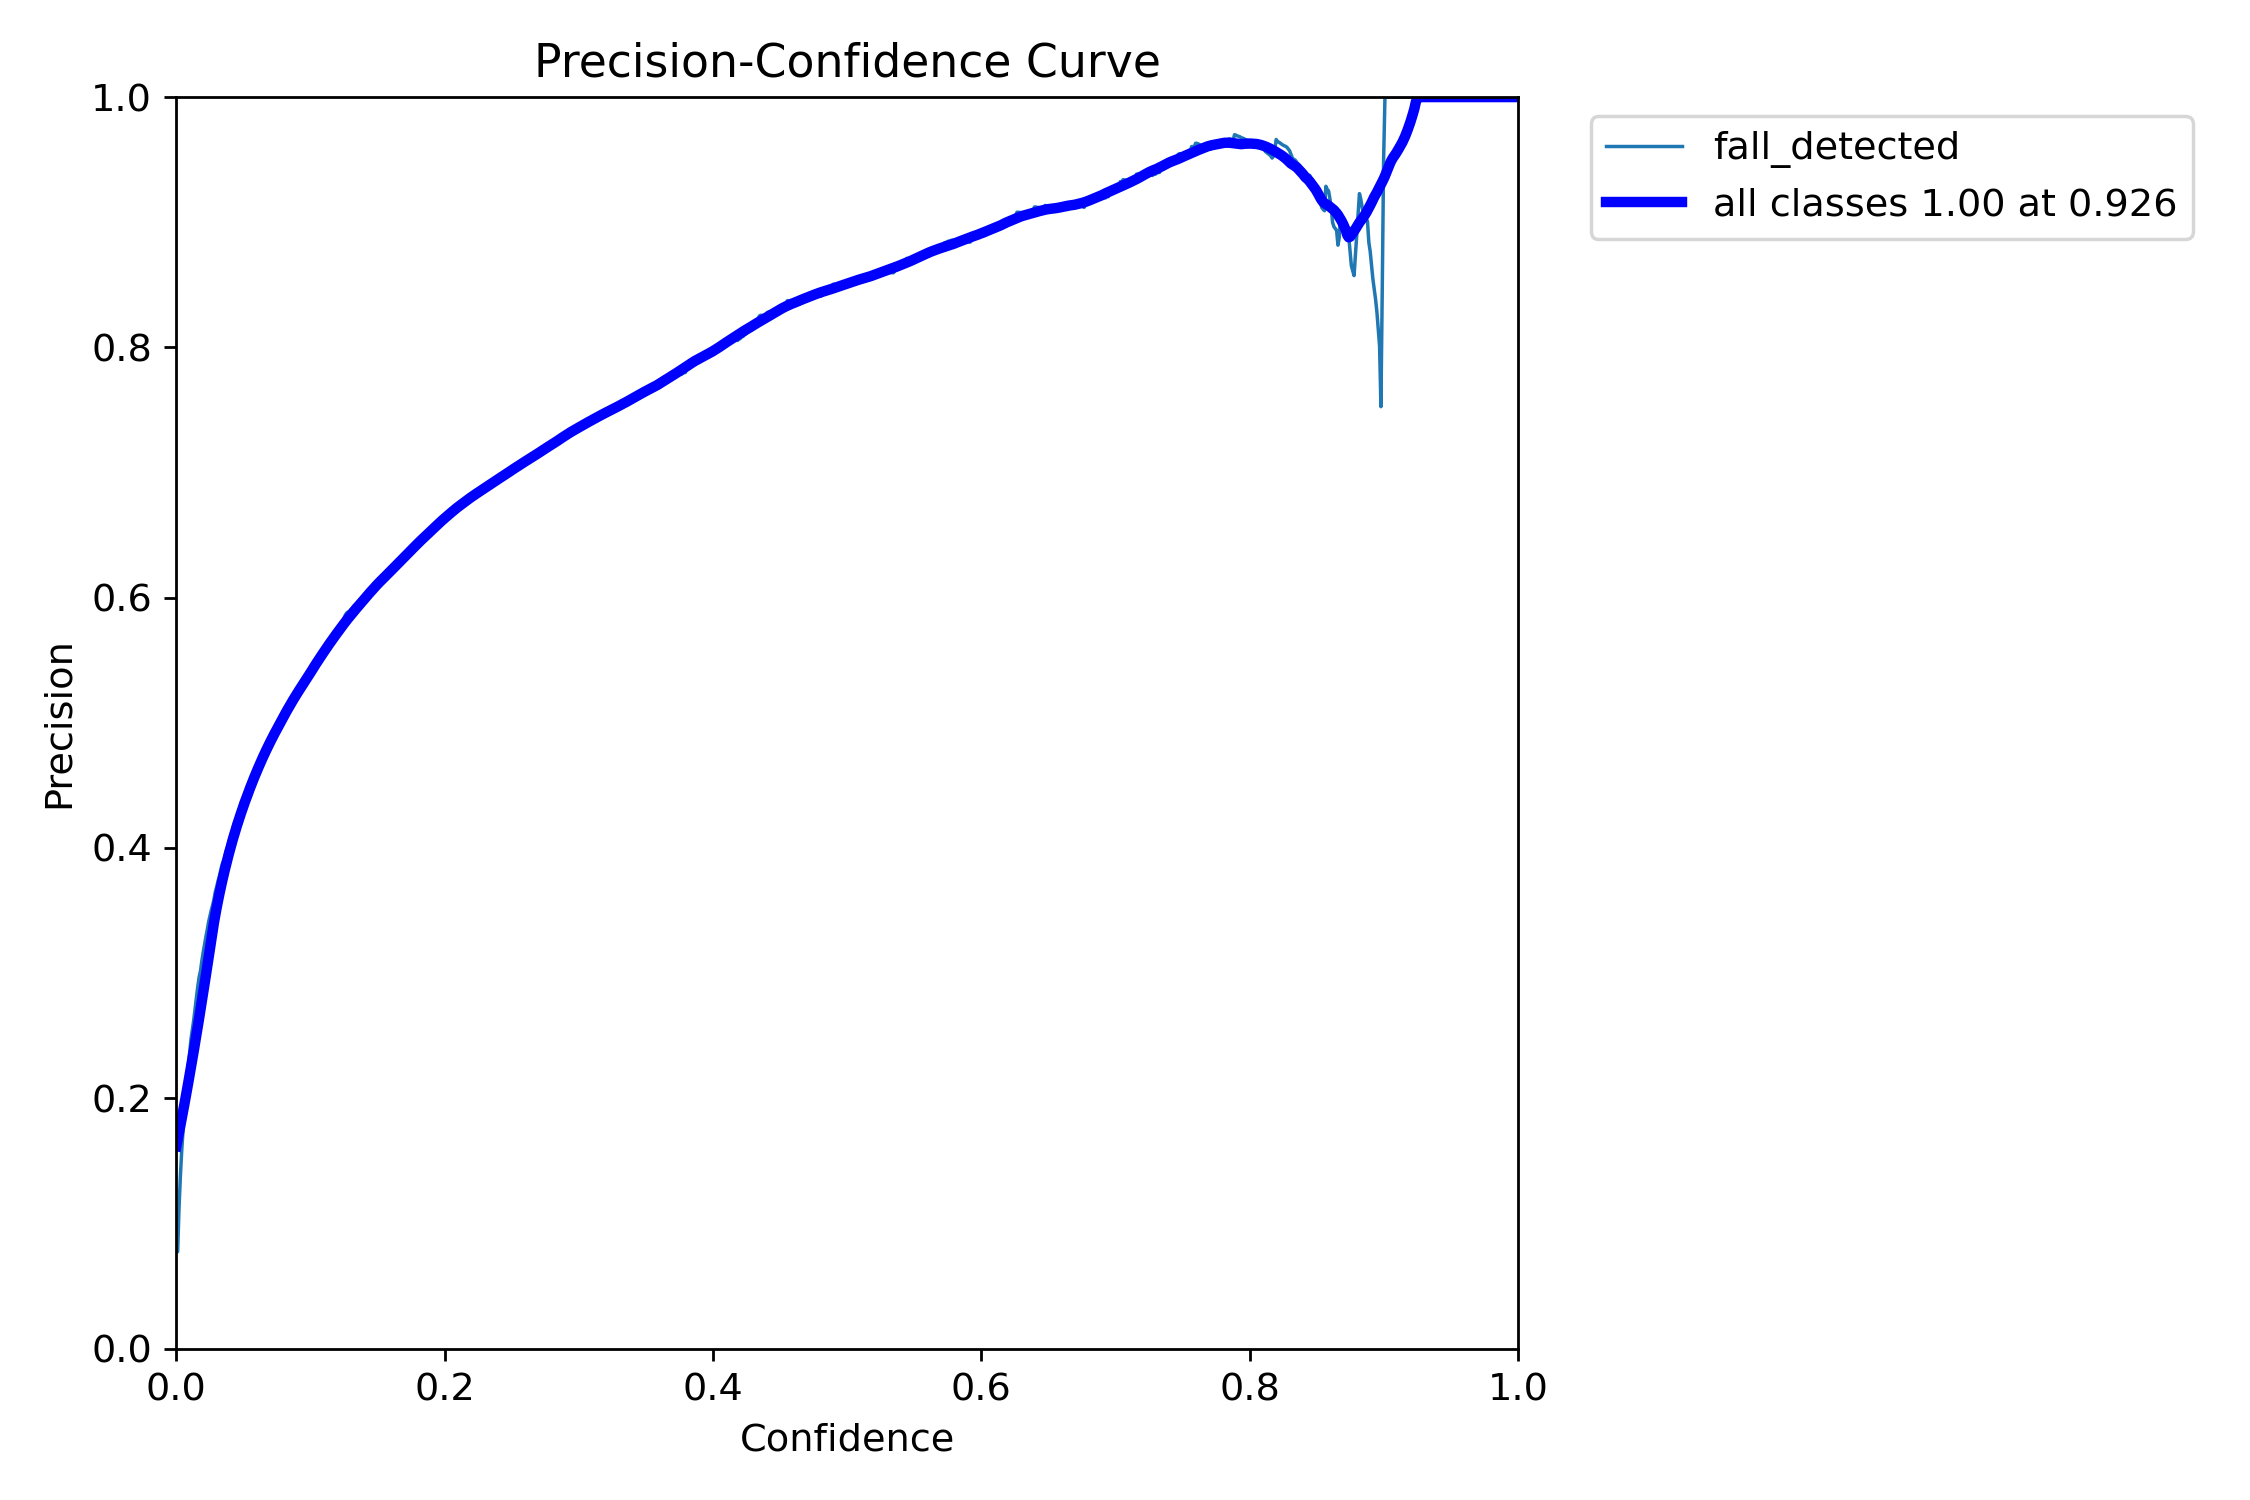 Precision-Confidence Curve
1.0
0.8
0.6
0.4
0.2
0.0
Precision
0.0 0.2 0.4 0.6 0.8 1.0
Confidence
fall_detected
all classes 1.00 at 0.926